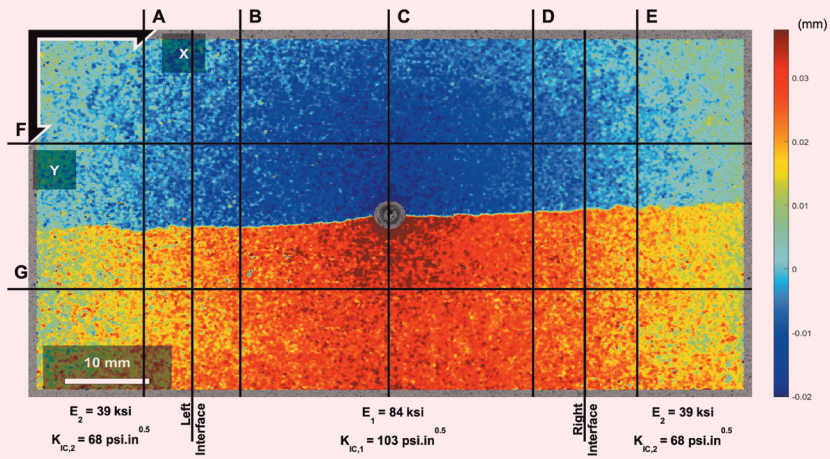 A B C D E (mm)
X
0.03
F
0.02
Y
0.01
G
0
-0.01
10 mm
-0.02
E2 = 39 ksi
Left Interface
E1 = 84 ksi
Right Interface
E2 = 39 ksi
KIC,2 = 68 psi.in0.5
KIC,1 = 103 psi.in0.5
KIC,2 = 68 psi.in0.5